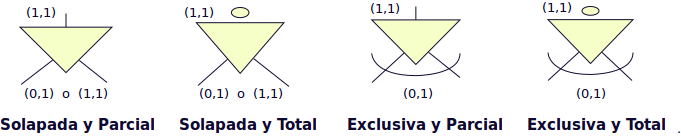 (1,1) (1,1) (1,1) (1,1)
(0,1) o (1,1) (0,1) o (1,1) (0,1) (0,1)
Solapada y Parcial Solapada y Total Exclusiva y Parcial Exclusiva y Total